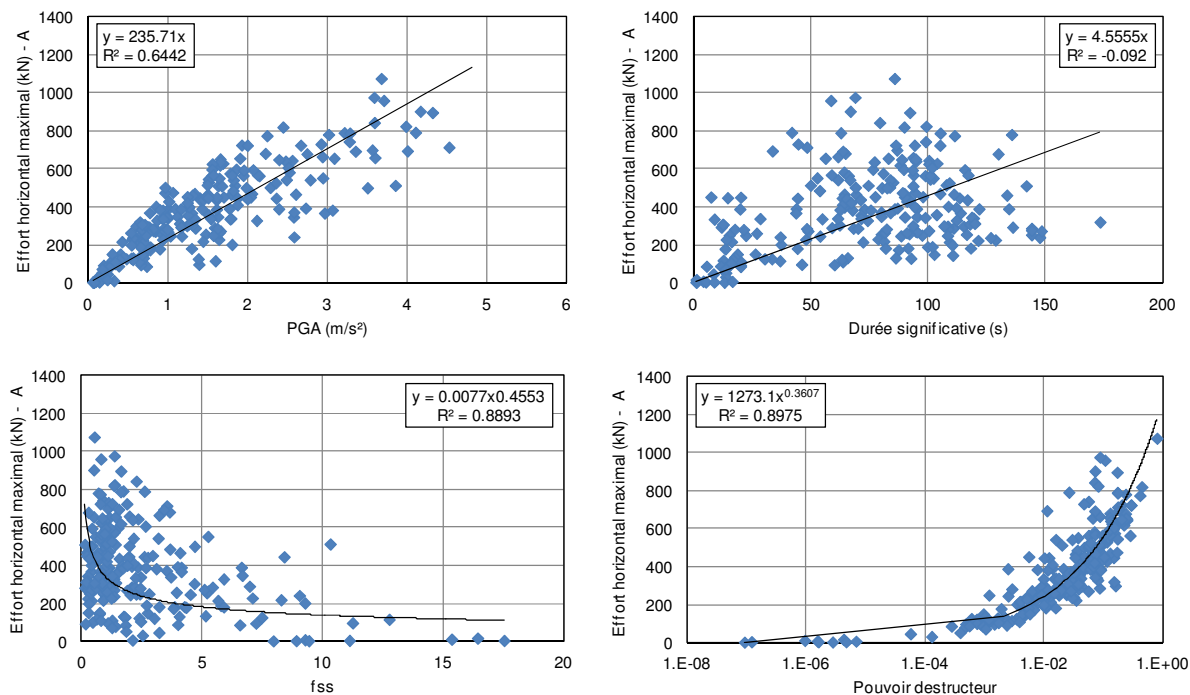 1400
1200
1000
800
600
400
200
0
Effort horizontal maximal (kN) - A
y = 235.71x
R² = 0.6442
0 1 2 3 4 5 6
PGA (m/s²)
1400
1200
1000
800
600
400
200
0
Effort horizontal maximal (kN) - A
y = 4.5555x
R² = -0.092
0 50 100 150 200
Durée significative (s)
1400
1200
1000
800
600
400
200
0
Effort horizontal maximal (kN) - A
y = 0.0077x0.4553
R² = 0.8893
0 5 10 15 20
fss
1400
1200
1000
800
600
400
200
0
Effort horizontal maximal (kN) - A
y = 1273.1x^0.3607
R² = 0.8975
1.E-08 1.E-06 1.E-04 1.E-02 1.E+00
Pouvoir destructeur